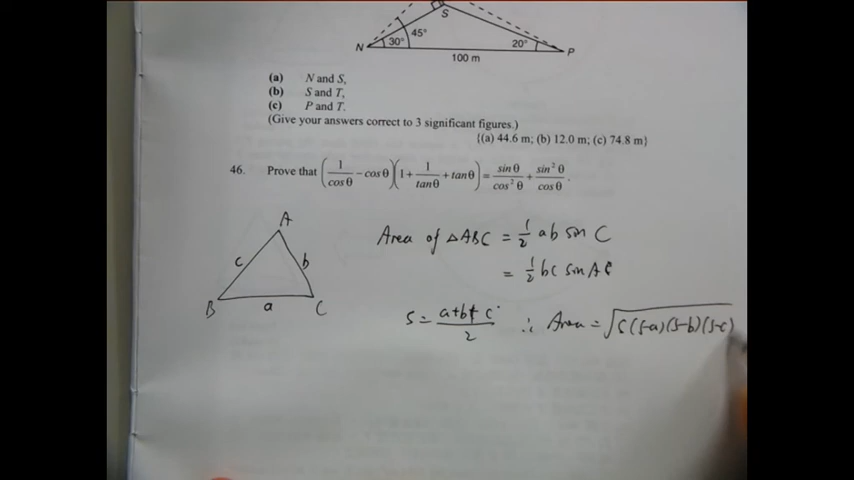 S
N 30° 45° 20° P
100 m
(a) N and S,
(b) S and T,
(c) P and T.
(Give your answers correct to 3 significant figures.)
{(a) 44.6 m; (b) 12.0 m; (c) 74.8 m}
46. Prove that (1/cosθ − cosθ)(1 + 1/tanθ + tanθ) = sinθ/cos²θ + sin²θ/cosθ.
A
c b
B a C
Area of △ABC = 1/2 ab sin C
= 1/2 bc sin A
s = (a+b+c)/2 ∴ Area = √s(s-a)(s-b)(s-c)